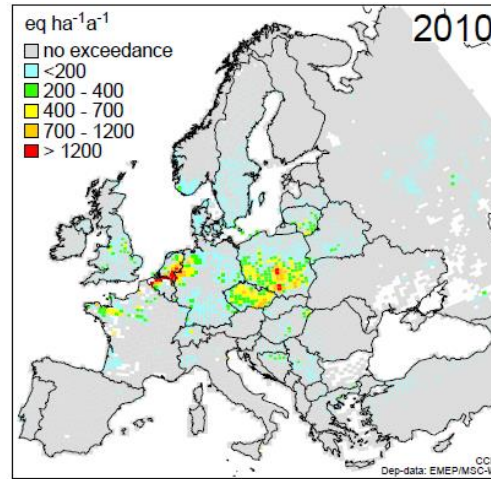 eq ha⁻¹a⁻¹
2010
no exceedance
<200
200 - 400
400 - 700
700 - 1200
> 1200
Dep-data: EMEP/MSC-W